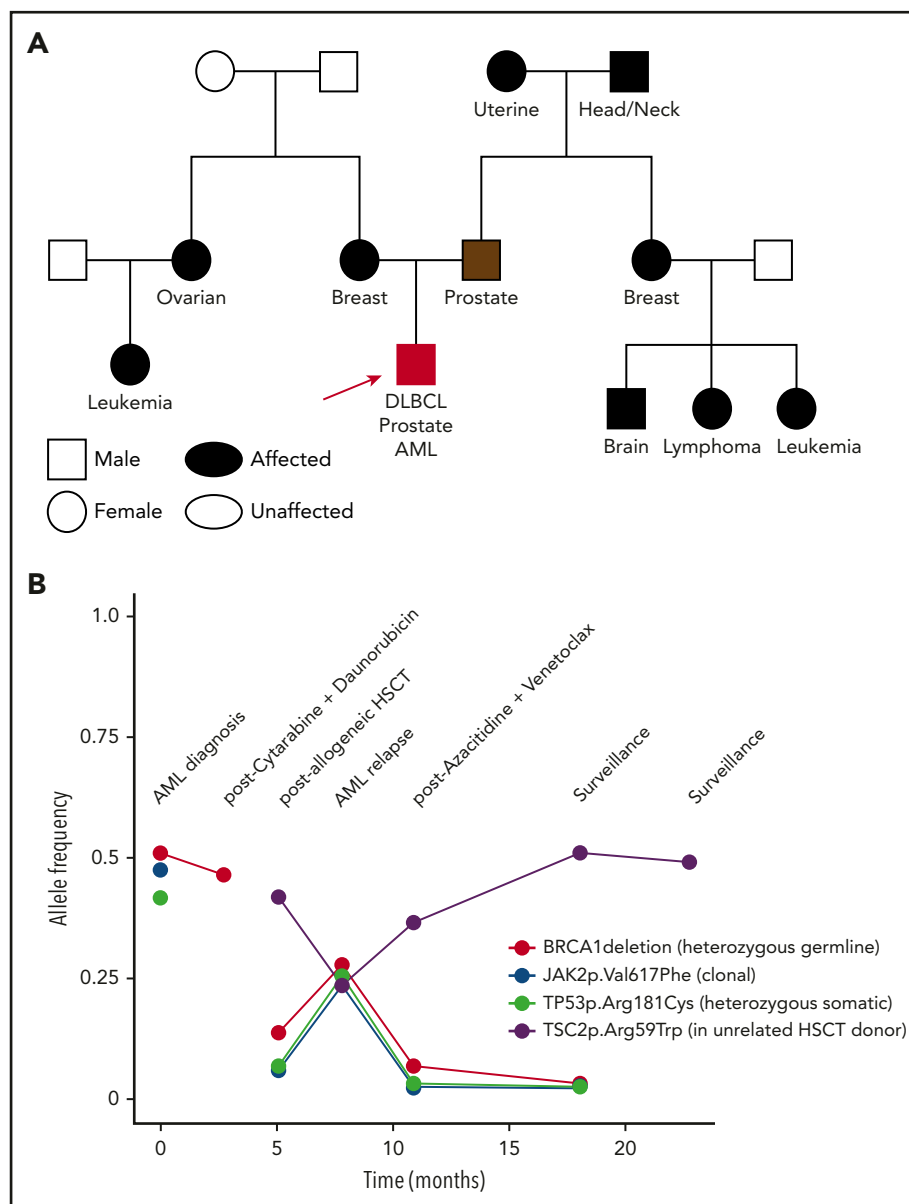 A
Uterine
Head/Neck
Ovarian
Breast
Prostate
Breast
Leukemia
DLBCL
Prostate
AML
Brain
Lymphoma
Leukemia
Male
Affected
Female
Unaffected
B
AML diagnosis
post-Cytarabine + Daunorubicin
post-allogeneic HSCT
AML relapse
post-Azacitidine + Venetoclax
Surveillance
Surveillance
Allele frequency
1.0
0.75
0.5
0.25
0
BRCA1deletion (heterozygous germline)
JAK2p.Val617Phe (clonal)
TP53p.Arg181Cys (heterozygous somatic)
TSC2p.Arg59Trp (in unrelated HSCT donor)
0
5
10
15
20
Time (months)